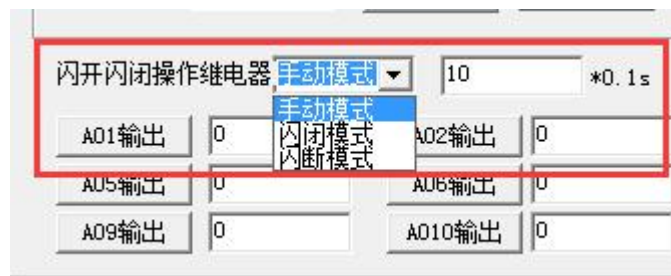 闪开闪闭操作继电器 手动模式 10 *0.1s
手动模式
闪闭模式
闪断模式
A01输出 0 A02输出 0
A05输出 0 A06输出 0
A09输出 0 A010输出 0